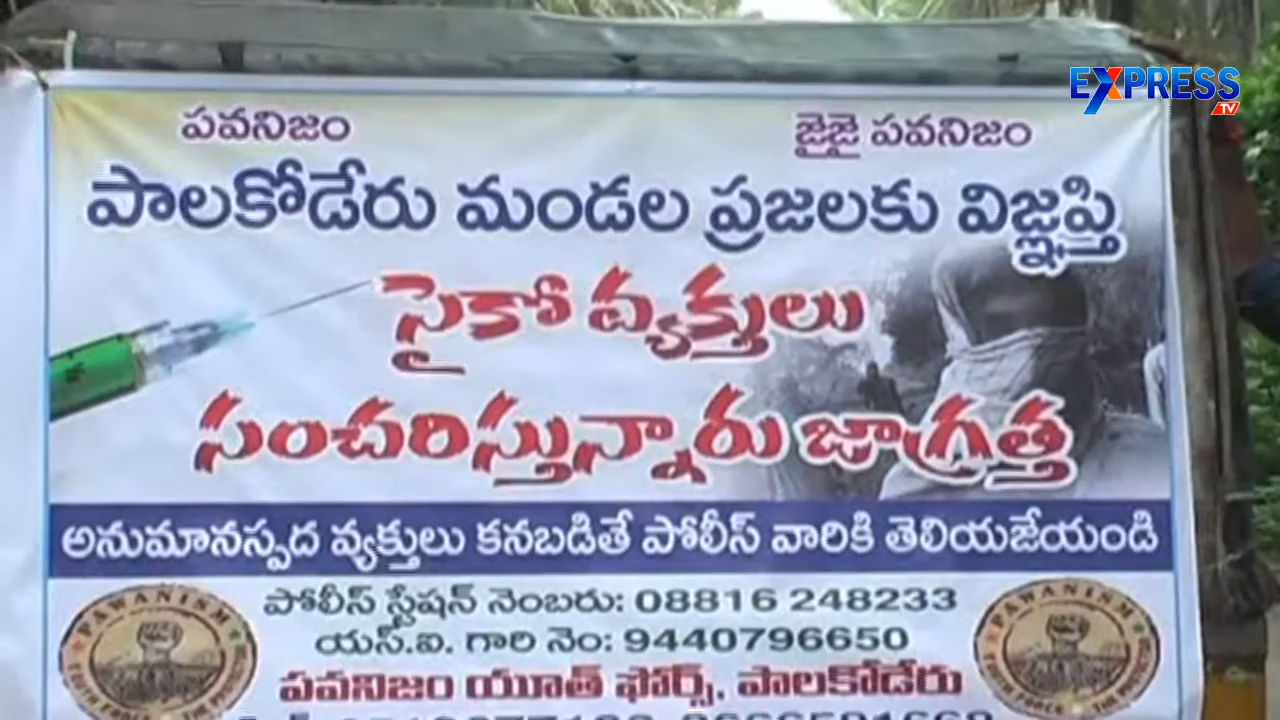 EXPRESS TV
పవనిజం జైజై పవనిజం
పాలకోడేరు మండల ప్రజలకు విజ్ఞప్తి
సైకో వ్యక్తులు
సంచరిస్తున్నారు జాగ్రత్త
అనుమానస్పద వ్యక్తులు కనబడితే పోలీస్ వారికి తెలియజేయండి
పోలీస్ స్టేషన్ నెంబరు: 08816 248233
యస్.ఐ. గారి నెం: 9440796650
పవనిజం యూత్ ఫోర్స్, పాలకోడేరు
PAWANISM
PAWANISM